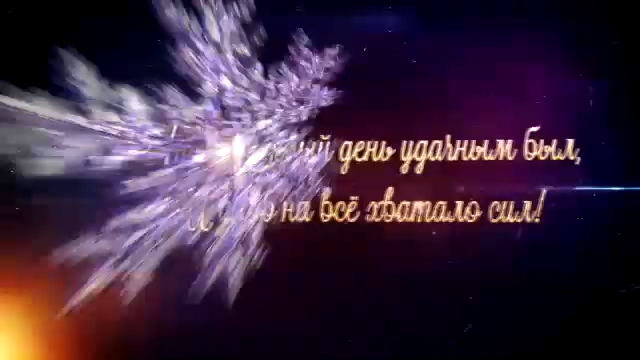 день удачным был,
на всё хватало сил!